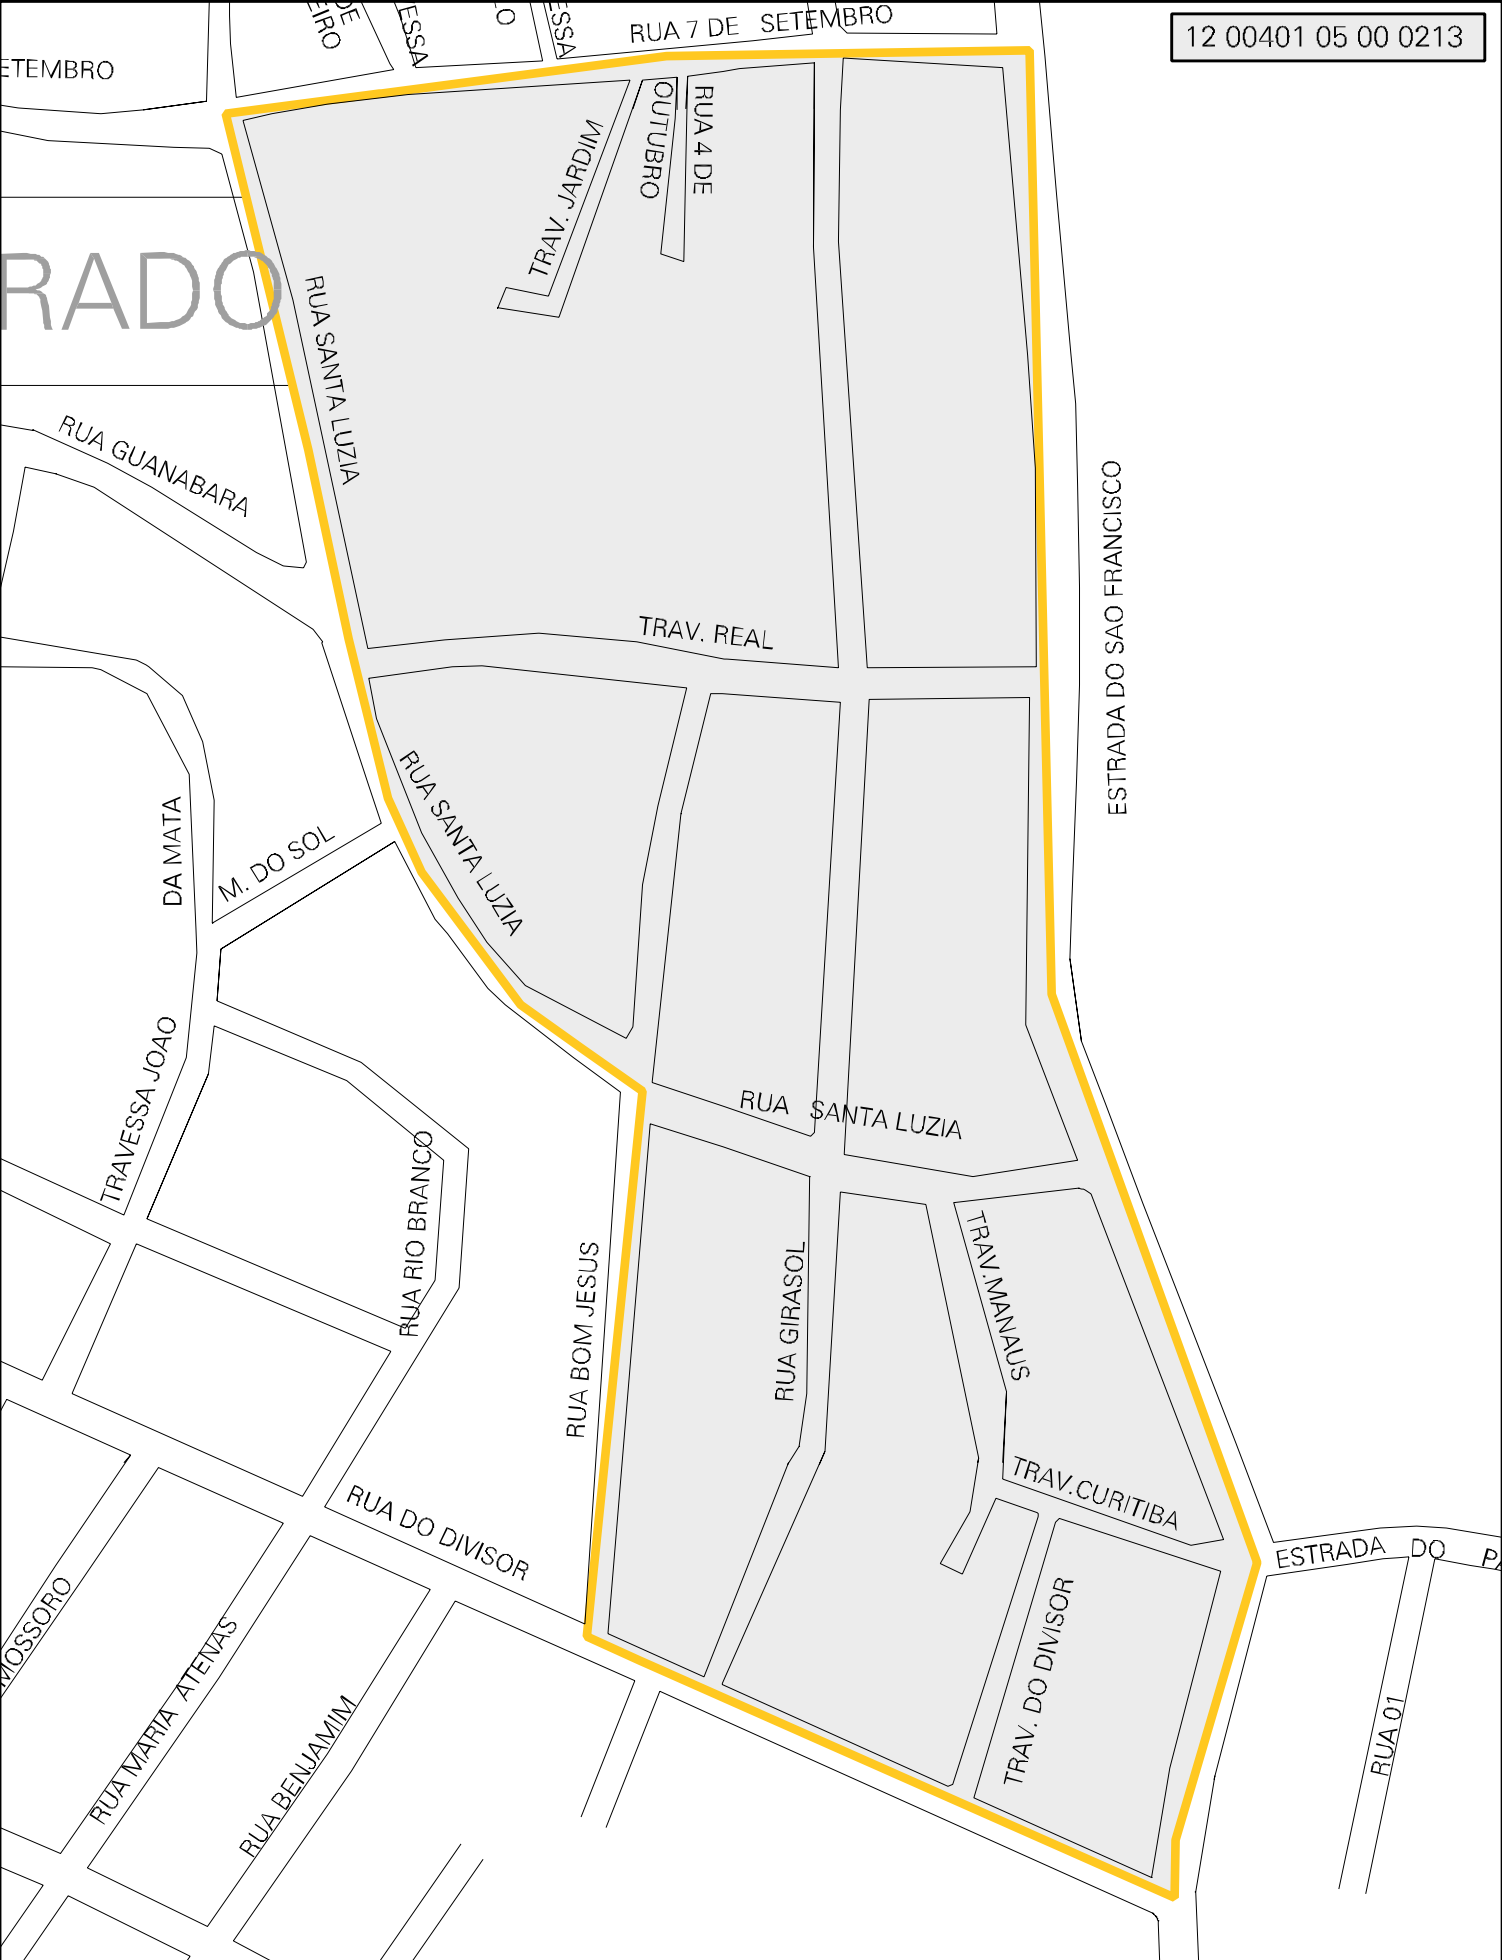 12 00401 05 00 0213
RUA 7 DE SETEMBRO
ETEMBRO
RADO
TRAV. JARDIM
RUA 4 DE
OUTUBRO
RUA SANTA LUZIA
RUA GUANABARA
ESTRADA DO SAO FRANCISCO
TRAV. REAL
RUA SANTA LUZIA
DA MATA
M. DO SOL
TRAVESSA JOAO
RUA RIO BRANCO
RUA SANTA LUZIA
RUA BOM JESUS
RUA GIRASOL
TRAV.MANAUS
TRAV.CURITIBA
RUA DO DIVISOR
ESTRADA DO
TRAV. DO DIVISOR
MOSSORO
RUA MARIA ATENAS
RUA BENJAMIM
RUA 01